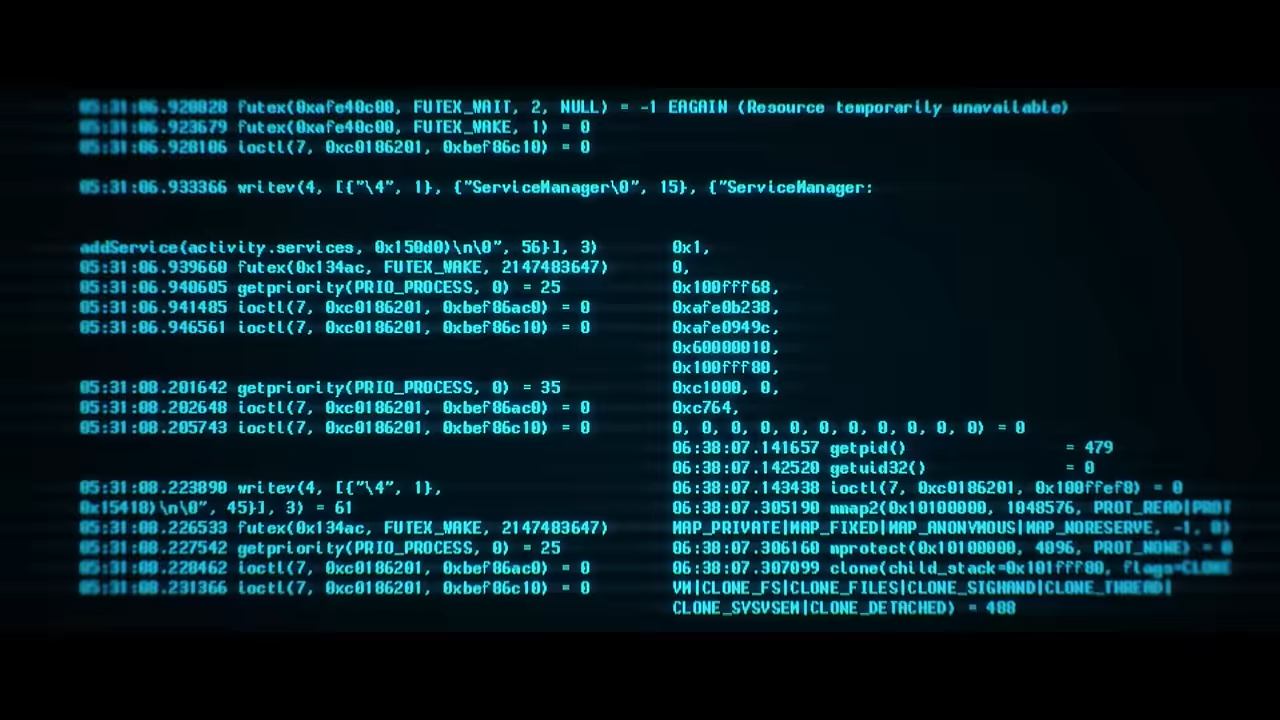 05:31:06.920828 futex(0xafe40c00, FUTEX_WAIT, 2, NULL) = -1 EAGAIN (Resource temporarily unavailable)
05:31:06.923679 futex(0xafe40c00, FUTEX_WAKE, 1) = 0
05:31:06.928106 ioctl(7, 0xc0186201, 0xbef86c10) = 0
05:31:06.933366 writev(4, [{"\4", 1}, {"ServiceManager\0", 15}, {"ServiceManager:
addService(activity.services, 0x150d0)\n\0", 56}], 3)
05:31:06.939660 futex(0x134ac, FUTEX_WAKE, 2147483647)
05:31:06.940605 getpriority(PRIO_PROCESS, 0) = 25
05:31:06.941485 ioctl(7, 0xc0186201, 0xbef86ac0) = 0
05:31:06.946561 ioctl(7, 0xc0186201, 0xbef86c10) = 0
05:31:08.201642 getpriority(PRIO_PROCESS, 0) = 35
05:31:08.202648 ioctl(7, 0xc0186201, 0xbef86ac0) = 0
05:31:08.205743 ioctl(7, 0xc0186201, 0xbef86c10) = 0
05:31:08.223890 writev(4, [{"\4", 1},
0x15418)\n\0", 45}], 3) = 61
05:31:08.226533 futex(0x134ac, FUTEX_WAKE, 2147483647)
05:31:08.227542 getpriority(PRIO_PROCESS, 0) = 25
05:31:08.228462 ioctl(7, 0xc0186201, 0xbef86ac0) = 0
05:31:08.231366 ioctl(7, 0xc0186201, 0xbef86c10) = 0
0x1,
0,
0x100fff68,
0xafe0b238,
0xafe0949c,
0x60000010,
0x100fff80,
0xc1000, 0,
0xc764,
0, 0, 0, 0, 0, 0, 0, 0, 0, 0, 0) = 0
06:38:07.141657 getpid() = 479
06:38:07.142520 getuid32() = 0
06:38:07.143438 ioctl(7, 0xc0186201, 0x100ffef8) = 0
06:38:07.305190 mmap2(0x10100000, 1048576, PROT_READ|PROT
MAP_PRIVATE|MAP_FIXED|MAP_ANONYMOUS|MAP_NORESERVE, -1, 0)
06:38:07.306160 mprotect(0x10100000, 4096, PROT_NONE) = 0
06:38:07.307099 clone(child_stack=0x101fff80, flags=CLONE
VM|CLONE_FS|CLONE_FILES|CLONE_SIGHAND|CLONE_THREAD|
CLONE_SYSVSEM|CLONE_DETACHED) = 488